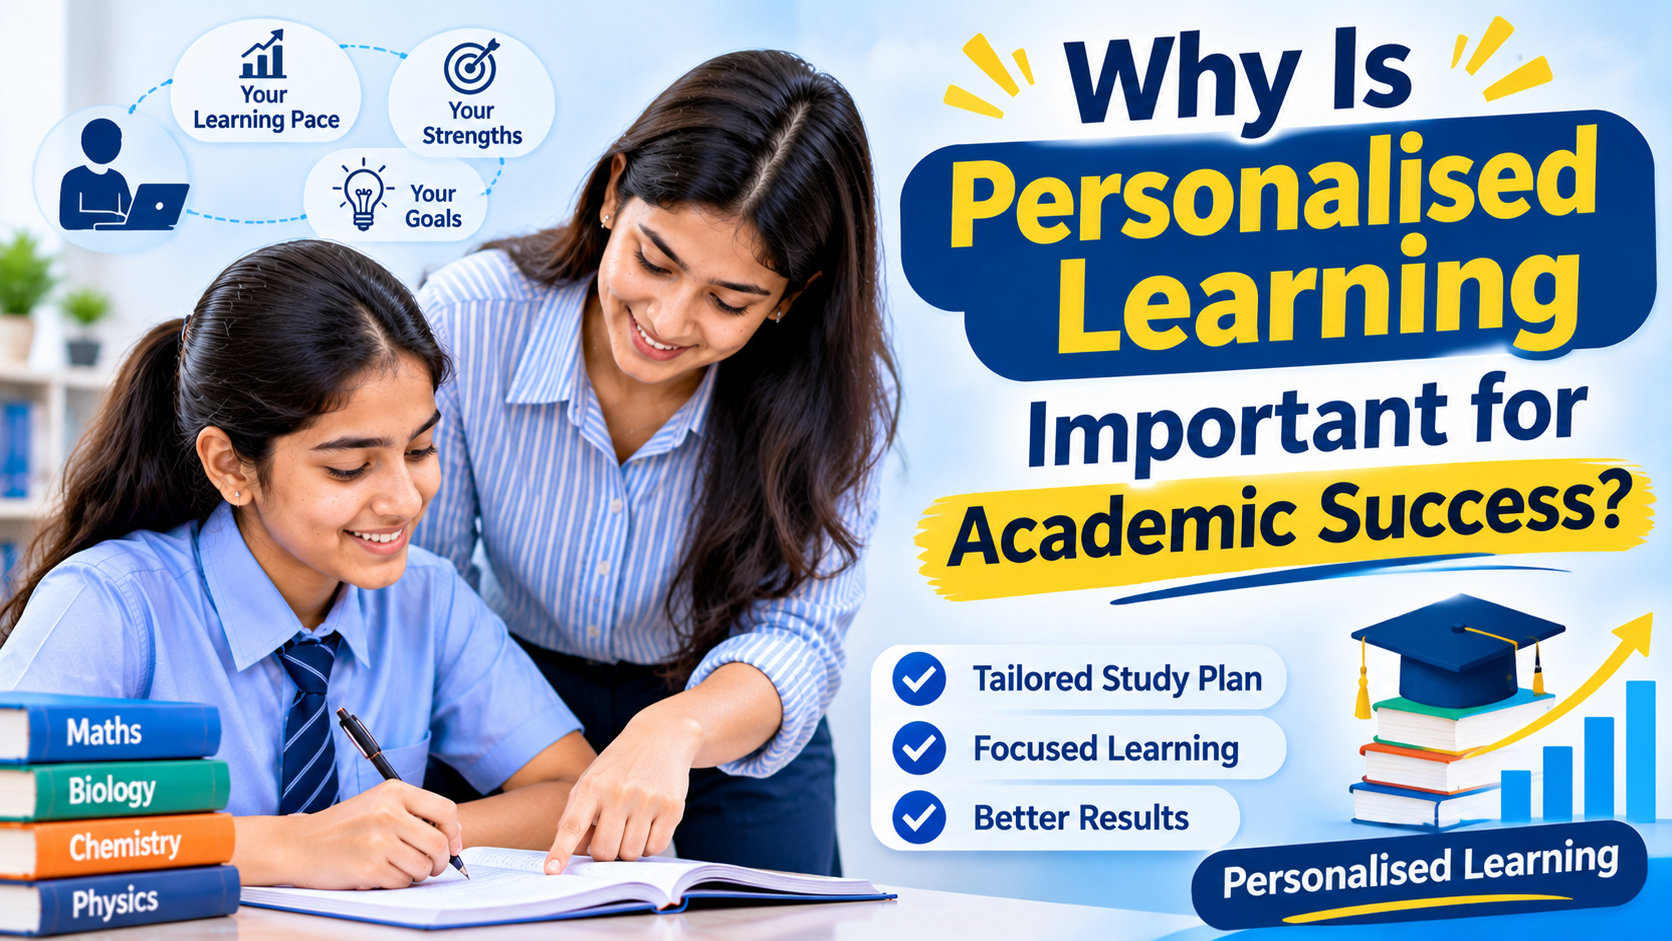 Your
Learning Pace
Your
Strengths
Your
Goals
Why Is
Personalised
Learning
Important for
Academic Success?
Tailored Study Plan
Focused Learning
Better Results
Maths
Biology
Chemistry
Physics
Personalised Learning